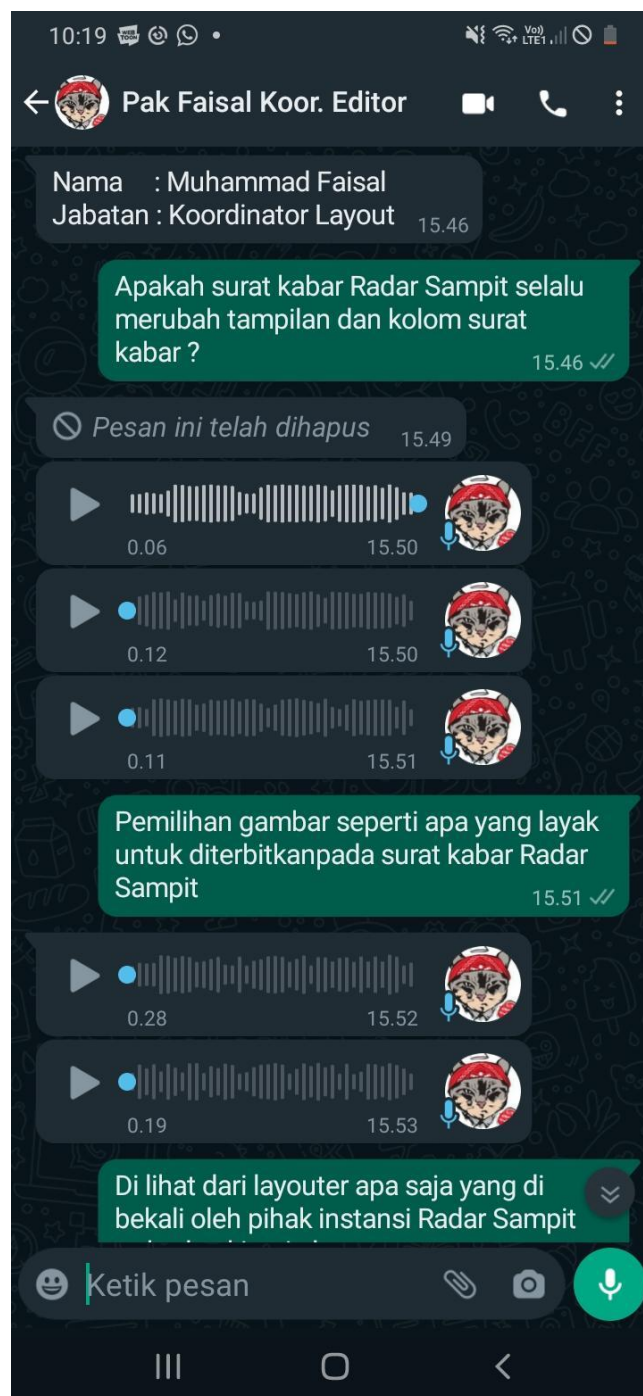 10:19
Vo))
LTE1
Pak Faisal Koor. Editor
Nama : Muhammad Faisal
Jabatan : Koordinator Layout 15.46
Apakah surat kabar Radar Sampit selalu
merubah tampilan dan kolom surat
kabar ?
15.46
Pesan ini telah dihapus 15.49
0.06 15.50
0.12 15.50
0.11 15.51
Pemilihan gambar seperti apa yang layak
untuk diterbitkanpada surat kabar Radar
Sampit
15.51
0.28 15.52
0.19 15.53
Di lihat dari layouter apa saja yang di
bekali oleh pihak instansi Radar Sampit
Ketik pesan